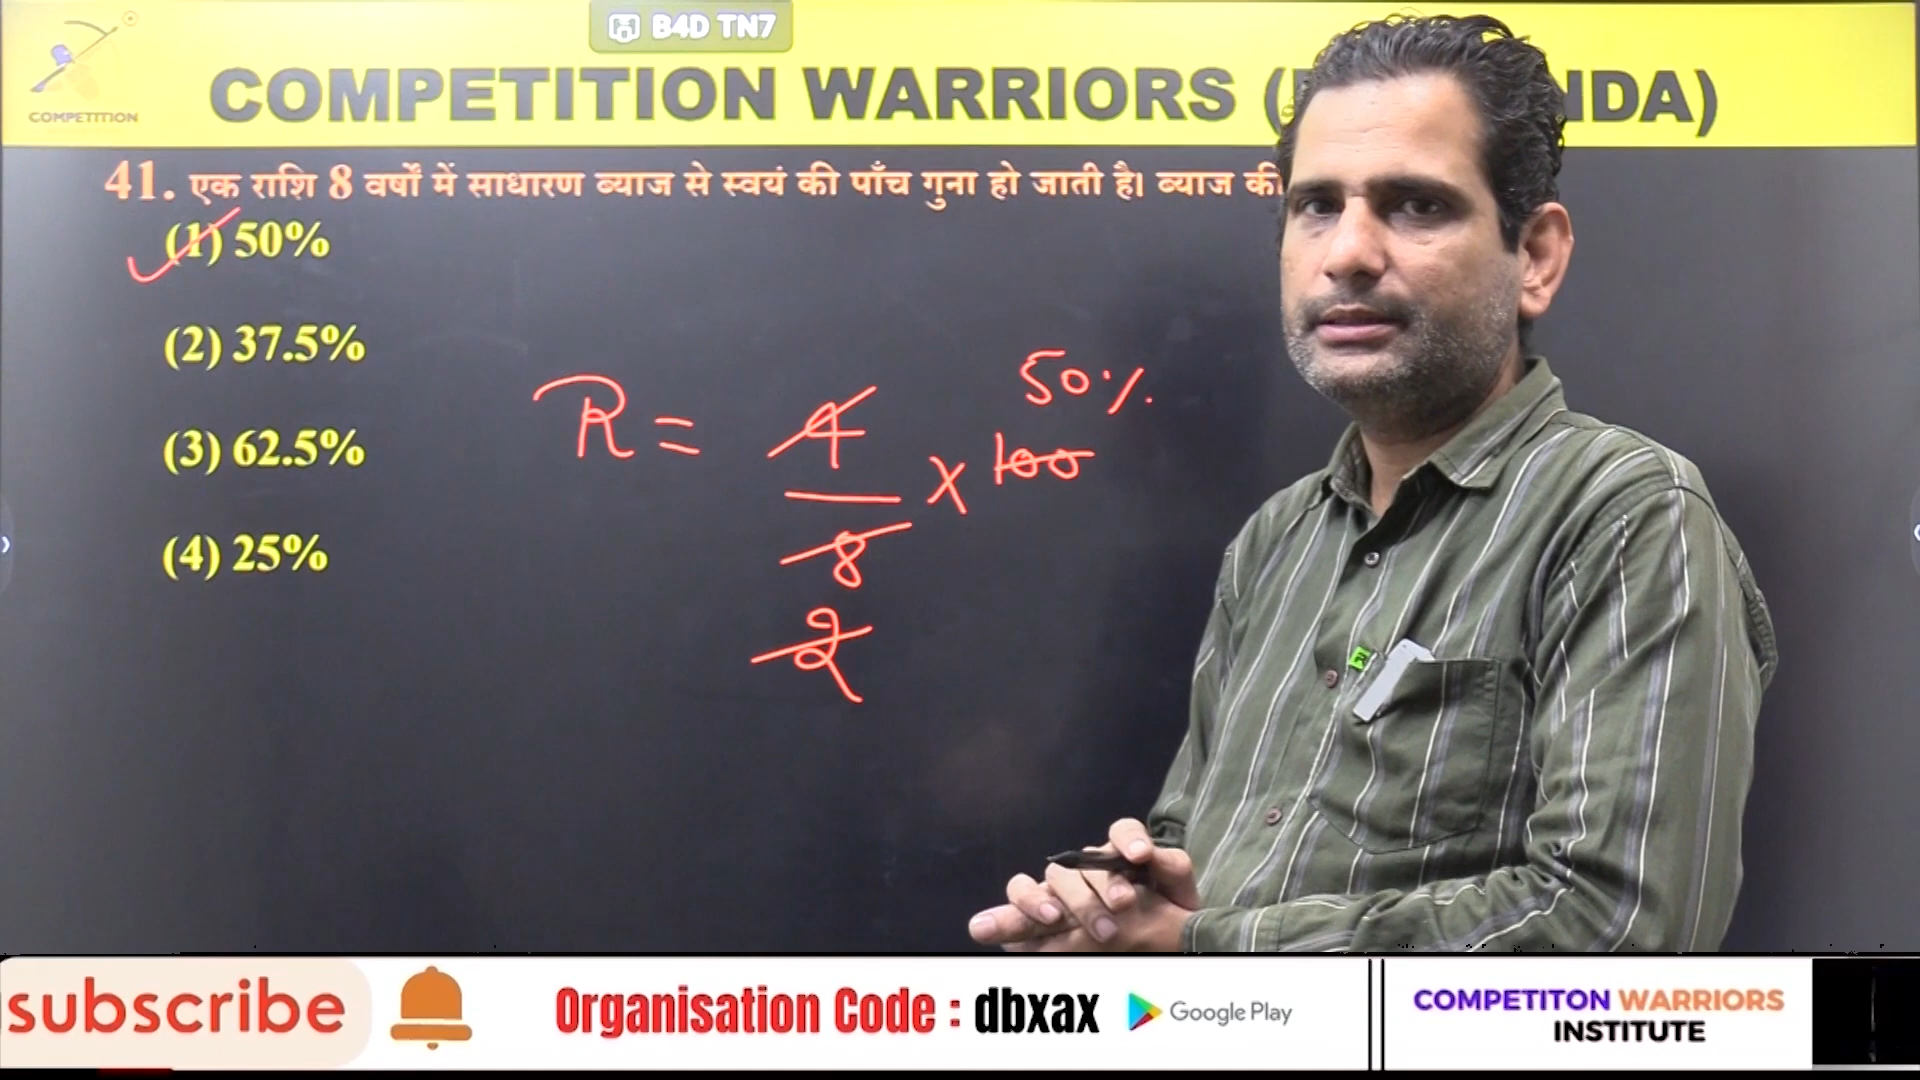 B4D TN7
COMPETITION WARRIORS (
NDA)
COMPETITION
41. एक राशि 8 वर्षों में साधारण ब्याज से स्वयं की पाँच गुना हो जाती है। ब्याज की
(1) 50%
(2) 37.5%
(3) 62.5%
(4) 25%
50%
R = 4 × 100
8
2
subscribe
Organisation Code : dbxax
Google Play
COMPETITON WARRIORS
INSTITUTE